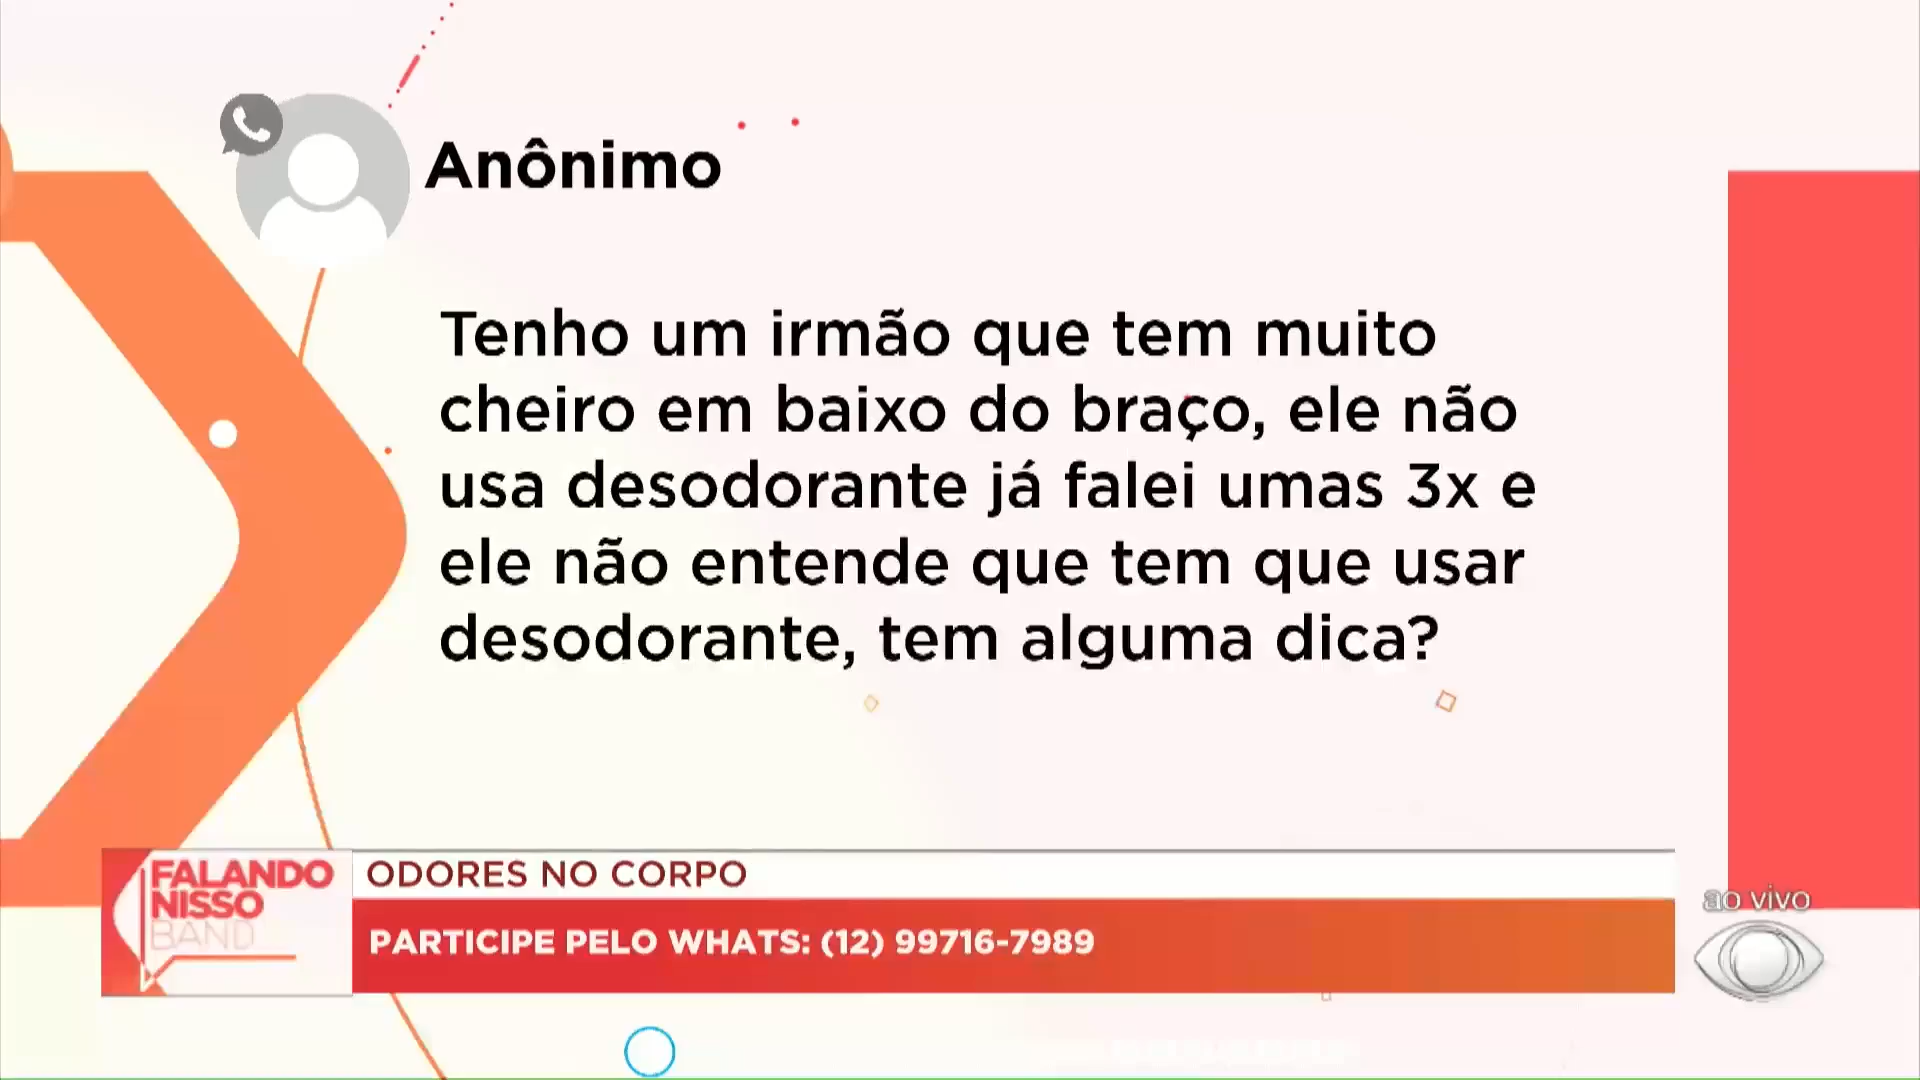 Anônimo
Tenho um irmão que tem muito
cheiro em baixo do braço, ele não
usa desodorante já falei umas 3x e
ele não entende que tem que usar
desodorante, tem alguma dica?
FALANDO
NISSO
BAND
ODORES NO CORPO
PARTICIPE PELO WHATS: (12) 99716-7989
ao vivo